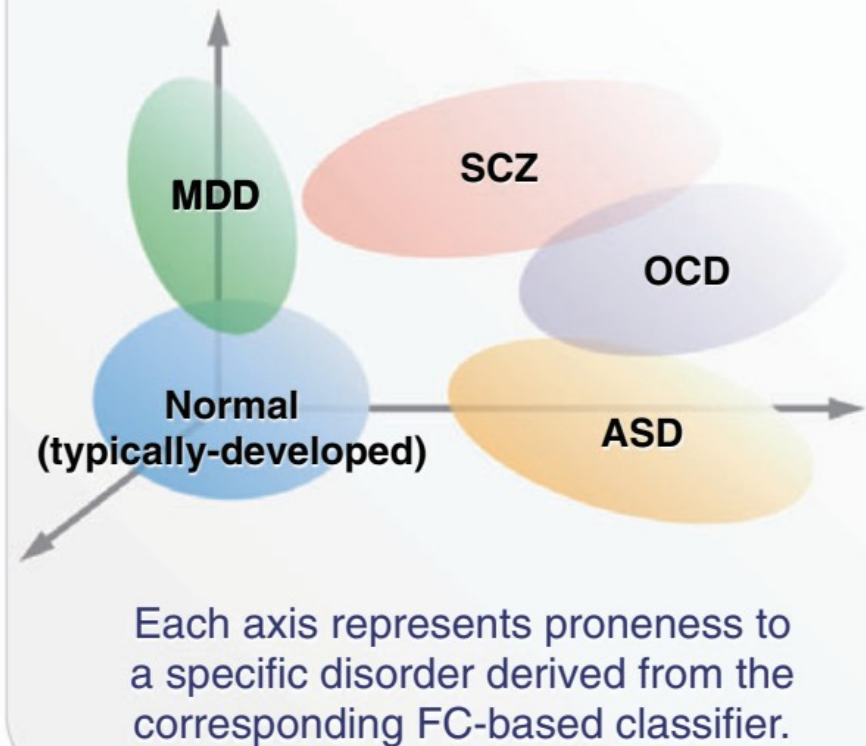 SCZ
MDD
OCD
Normal
(typically-developed)
ASD
Each axis represents proneness to
a specific disorder derived from the
corresponding FC-based classifier.